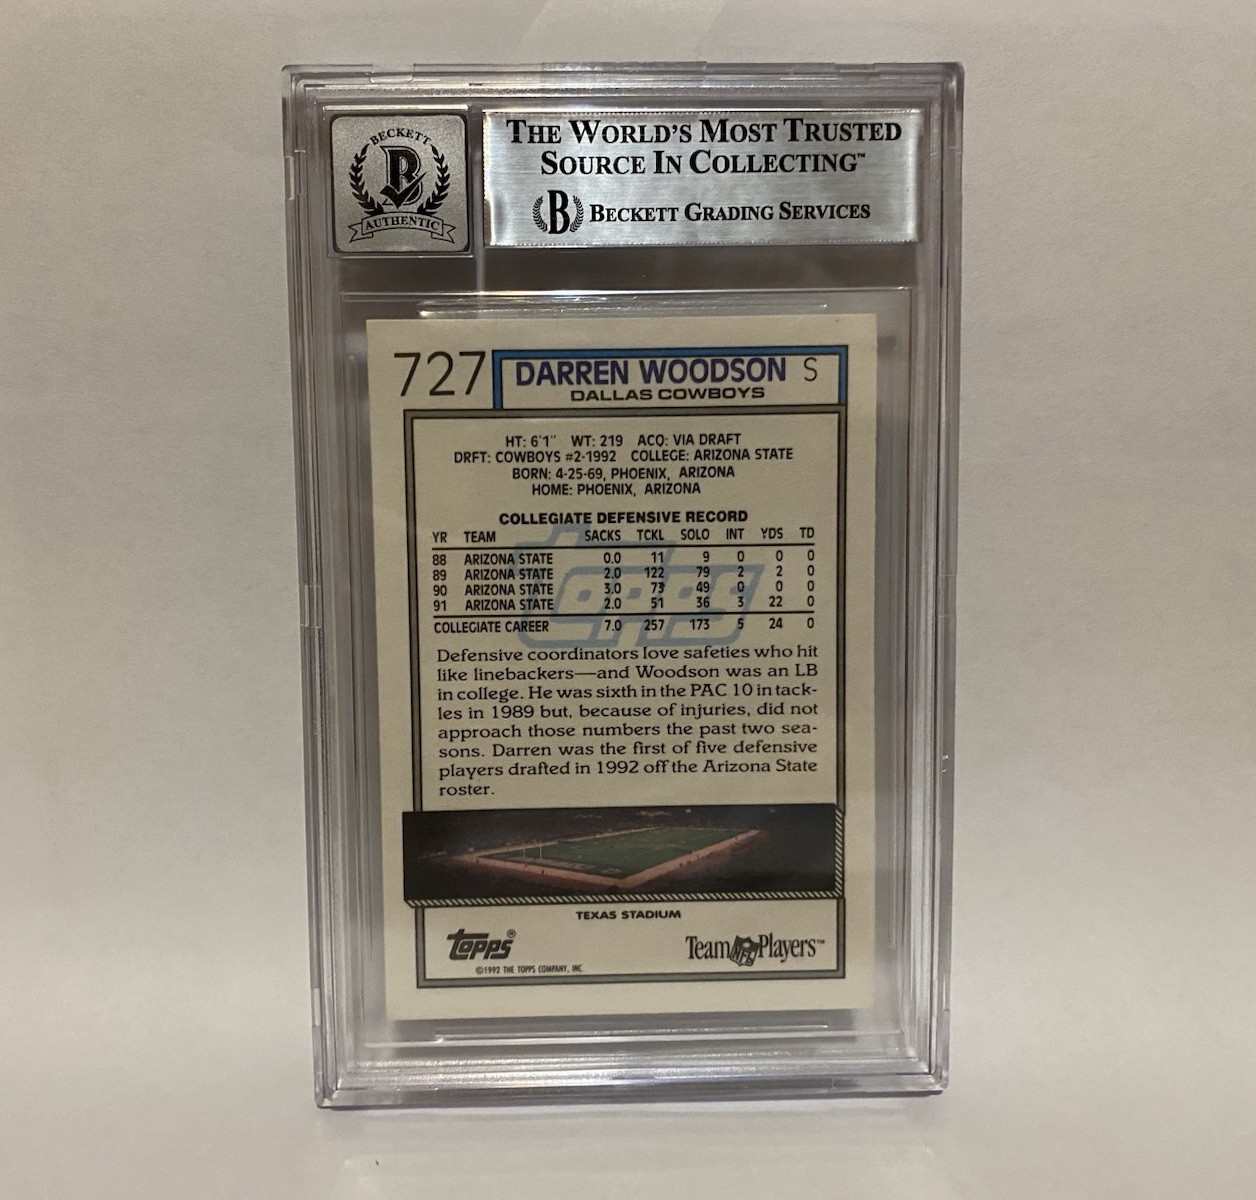 BECKETT
B
AUTHENTIC
THE WORLD'S MOST TRUSTED
SOURCE IN COLLECTING™
B BECKETT GRADING SERVICES
727 DARREN WOODSON S
DALLAS COWBOYS
HT: 6'1" WT: 219 ACQ: VIA DRAFT
DRFT: COWBOYS #2-1992 COLLEGE: ARIZONA STATE
BORN: 4-25-69, PHOENIX, ARIZONA
HOME: PHOENIX, ARIZONA
COLLEGIATE DEFENSIVE RECORD
YR TEAM SACKS TCKL SOLO INT YDS TD
88 ARIZONA STATE 0.0 11 9 0 0 0
89 ARIZONA STATE 2.0 122 79 2 2 0
90 ARIZONA STATE 3.0 73 49 0 0 0
91 ARIZONA STATE 2.0 51 36 3 22 0
COLLEGIATE CAREER 7.0 257 173 5 24 0
Topps
Defensive coordinators love safeties who hit
like linebackers—and Woodson was an LB
in college. He was sixth in the PAC 10 in tack-
les in 1989 but, because of injuries, did not
approach those numbers the past two sea-
sons. Darren was the first of five defensive
players drafted in 1992 off the Arizona State
roster.
TEXAS STADIUM
Topps® Team NFL Players™
©1992 THE TOPPS COMPANY, INC.